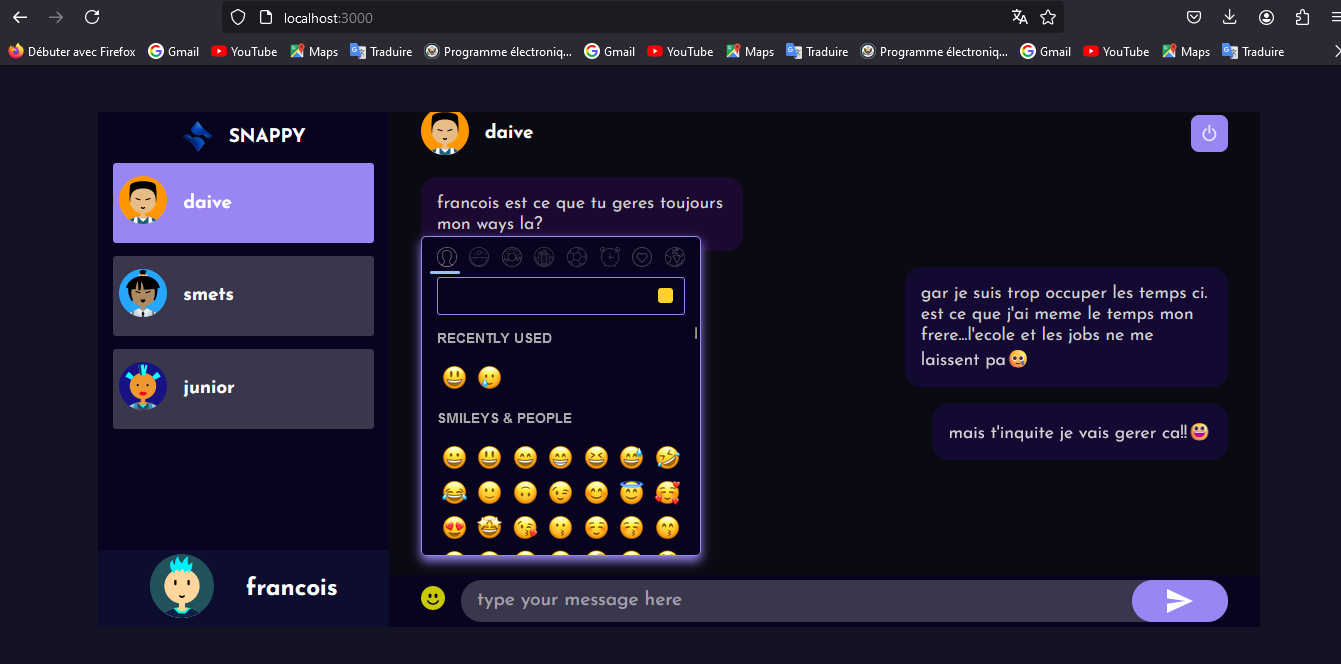 localhost:3000
Débuter avec Firefox Gmail YouTube Maps Traduire Programme électroniq... Gmail YouTube Maps Traduire Programme électroniq... Gmail YouTube Maps Traduire
SNAPPY
daive
smets
junior
francois
daive
francois est ce que tu geres toujours
mon ways la?
gar je suis trop occuper les temps ci.
est ce que j'ai meme le temps mon
frere...l'ecole et les jobs ne me
laissent pa🥲
mais t'inquite je vais gerer ca!!😃
RECENTLY USED
SMILEYS & PEOPLE
type your message here